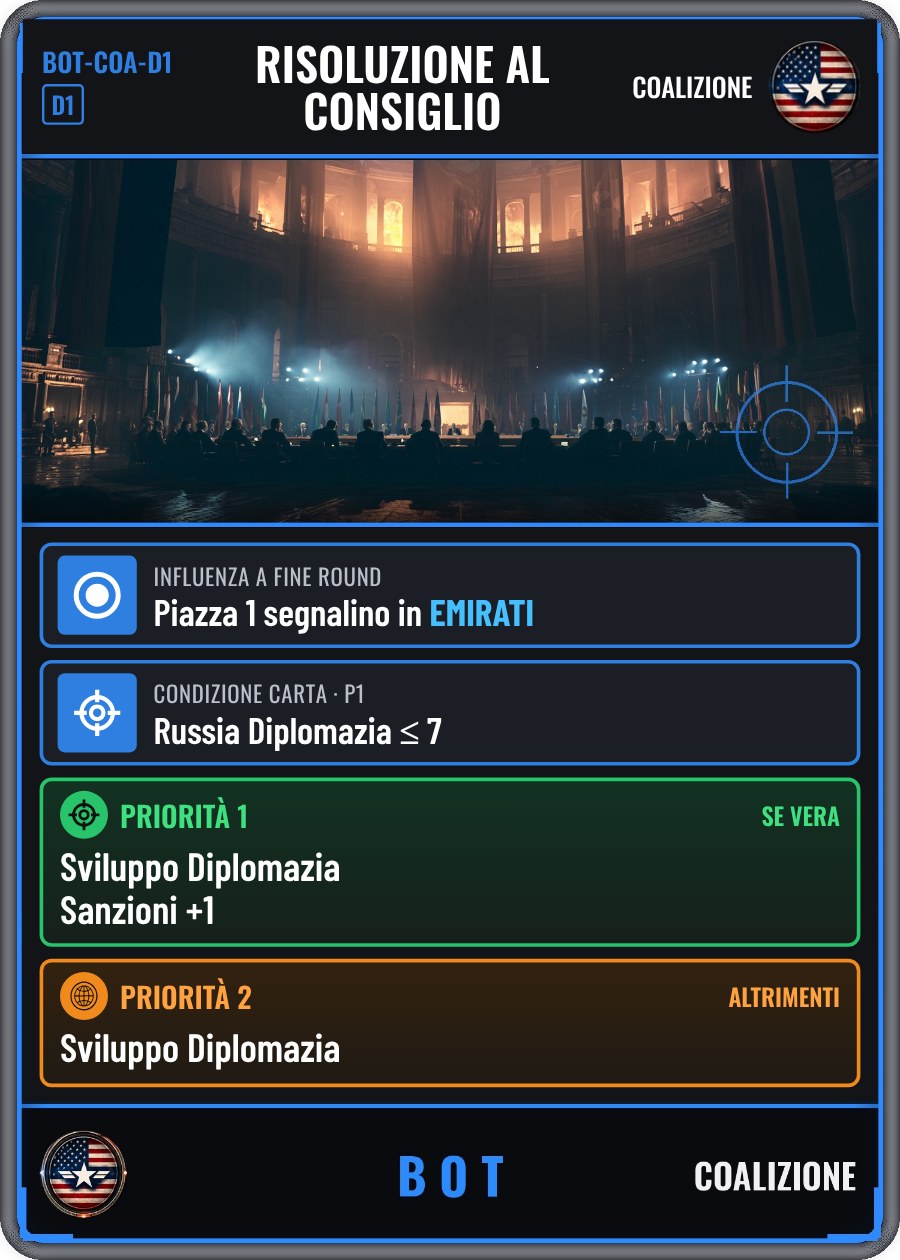 BOT-COA-D1
D1
RISOLUZIONE AL
CONSIGLIO
COALIZIONE
INFLUENZA A FINE ROUND
Piazza 1 segnalino in EMIRATI
CONDIZIONE CARTA · P1
Russia Diplomazia ≤ 7
PRIORITÀ 1
SE VERA
Sviluppo Diplomazia
Sanzioni +1
PRIORITÀ 2
ALTRIMENTI
Sviluppo Diplomazia
BOT
COALIZIONE